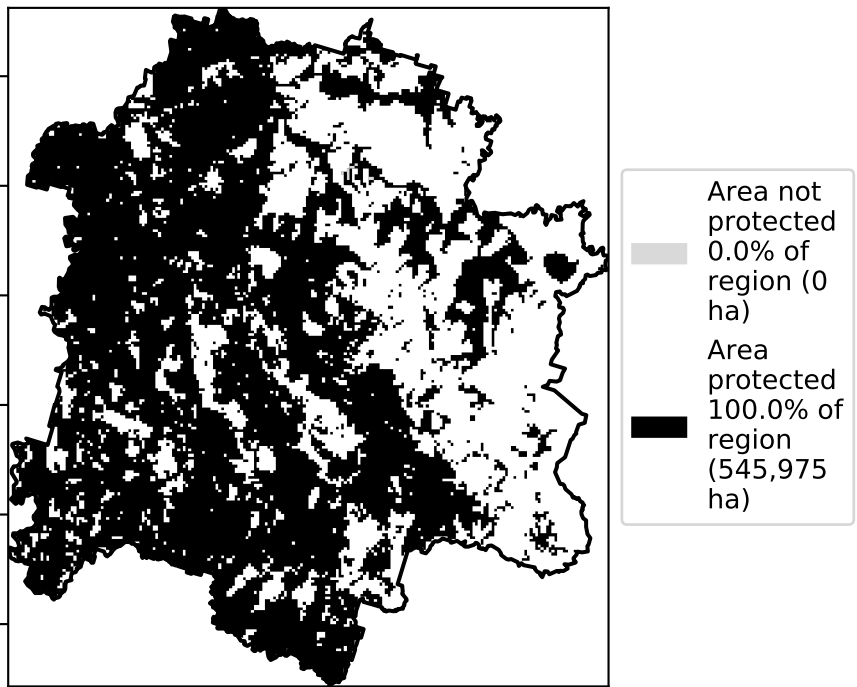 Area not
protected
0.0% of
region (0
ha)
Area
protected
100.0% of
region
(545,975
ha)